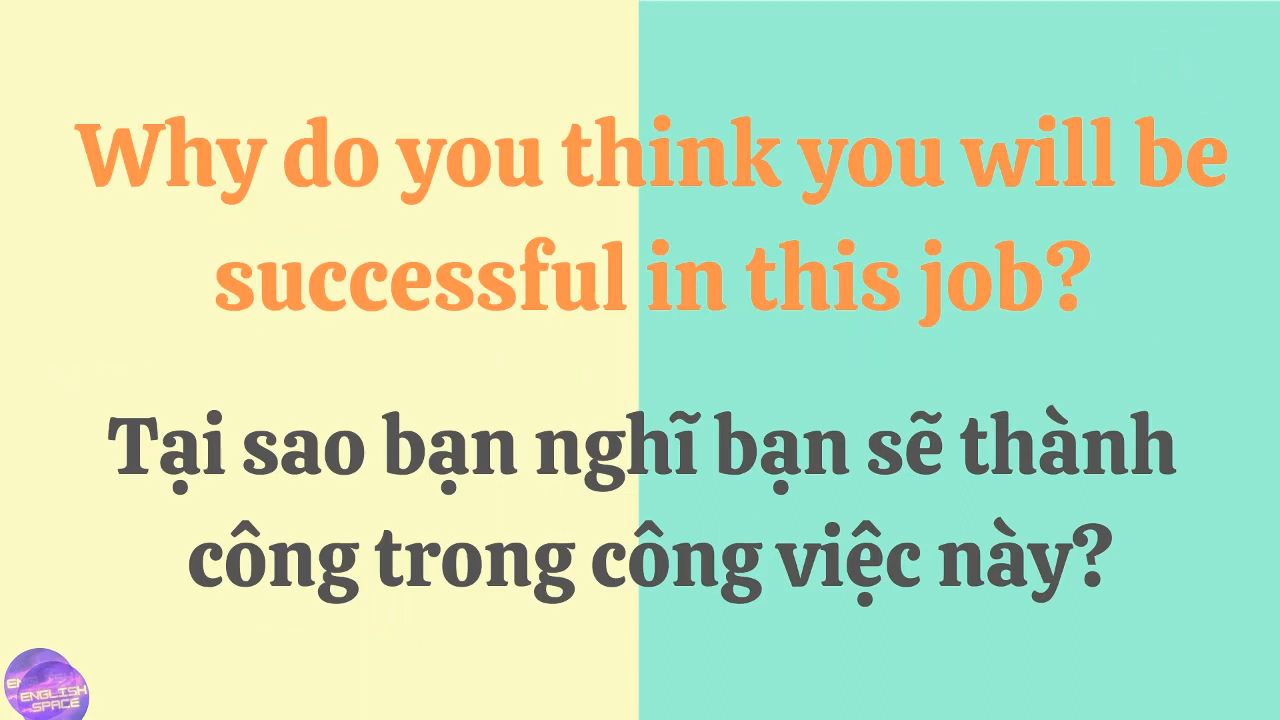 Why do you think you will be
successful in this job?
Tại sao bạn nghĩ bạn sẽ thành
công trong công việc này?
ENGLISH
SPACE